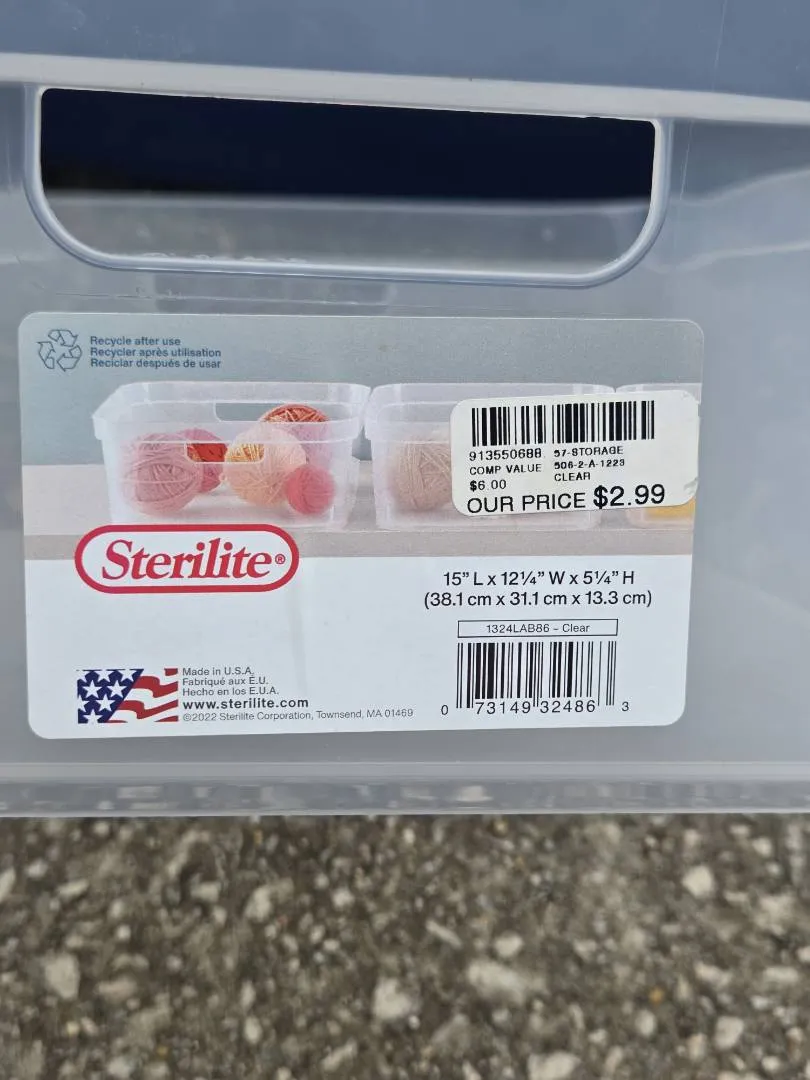 Recycle after use
Recycler après utilisation
Reciclar después de usar
913550688 57-STORAGE
COMP VALUE 506-2-A-1223
$6.00 CLEAR
OUR PRICE $2.99
Sterilite®
15” L x 12¼” W x 5¼” H
(38.1 cm x 31.1 cm x 13.3 cm)
1324LAB86 - Clear
0 73149 32486 3
Made in U.S.A.
Fabriqué aux É.U.
Hecho en los E.U.A.
www.sterilite.com
©2022 Sterilite Corporation, Townsend, MA 01469